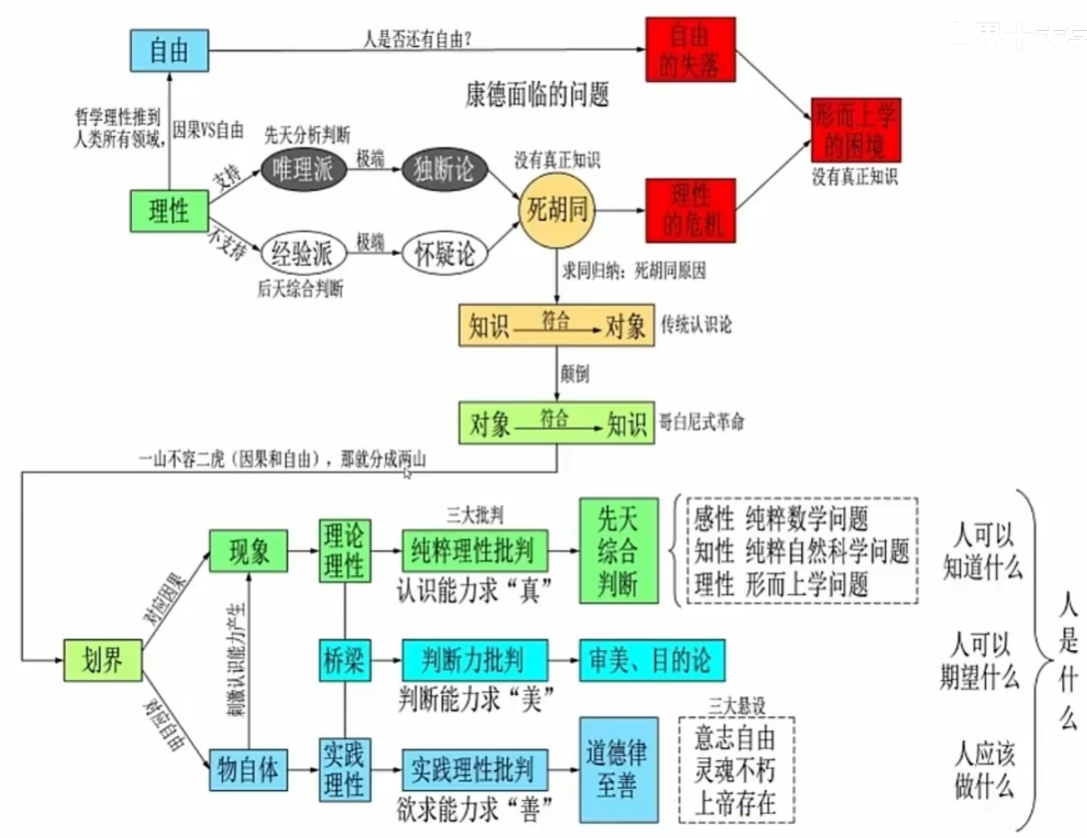 自由
人是否还有自由?
自由
的失落
康德面临的问题
哲学理性推到
人类所有领域,
因果VS自由
形而上学
的困境
没有真正知识
先天分析判断
支持
唯理派
极端
独断论
没有真正知识
理性
死胡同
理性
的危机
不支持
经验派
极端
怀疑论
后天综合判断
求同归纳:死胡同原因
知识
符合
对象
传统认识论
颠倒
对象
符合
知识
哥白尼式革命
一山不容二虎(因果和自由),那就分成两山
划界
对应因果
对应自由
现象
刺激认识能力产生
物自体
理论
理性
桥梁
实践
理性
三大批判
纯粹理性批判
认识能力求“真”
先天
综合
判断
感性 纯粹数学问题
知性 纯粹自然科学问题
理性 形而上学问题
人可以
知道什么
判断力批判
判断能力求“美”
审美、目的论
人可以
期望什么
实践理性批判
欲求能力求“善”
道德律
至善
三大悬设
意志自由
灵魂不朽
上帝存在
人应该
做什么
人
是
什
么